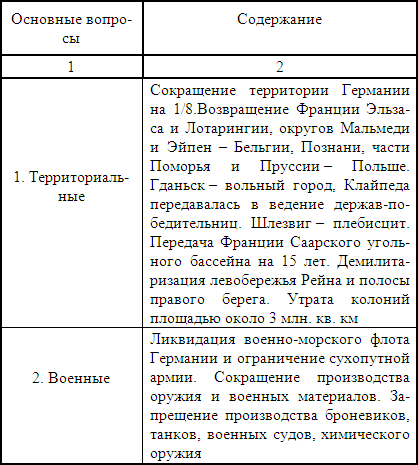 Основные вопро-
сы
Содержание
1
2
1. Территориаль-
ные
Сокращение территории Германии
на 1/8.Возвращение Франции Эльза-
са и Лотарингии, округов Мальмеди
и Эйпен – Бельгии, Познани, части
Поморья и Пруссии – Польше.
Гданьск – вольный город, Клайпеда
передавалась в ведение держав-по-
бедительниц. Шлезвиг – плебисцит.
Передача Франции Саарского уголь-
ного бассейна на 15 лет. Демилита-
ризация левобережья Рейна и полосы
правого берега. Утрата колоний
площадью около 3 млн. кв. км
2. Военные
Ликвидация военно-морского флота
Германии и ограничение сухопутной
армии. Сокращение производства
оружия и военных материалов. За-
прещение производства броневиков,
танков, военных судов, химического
оружия